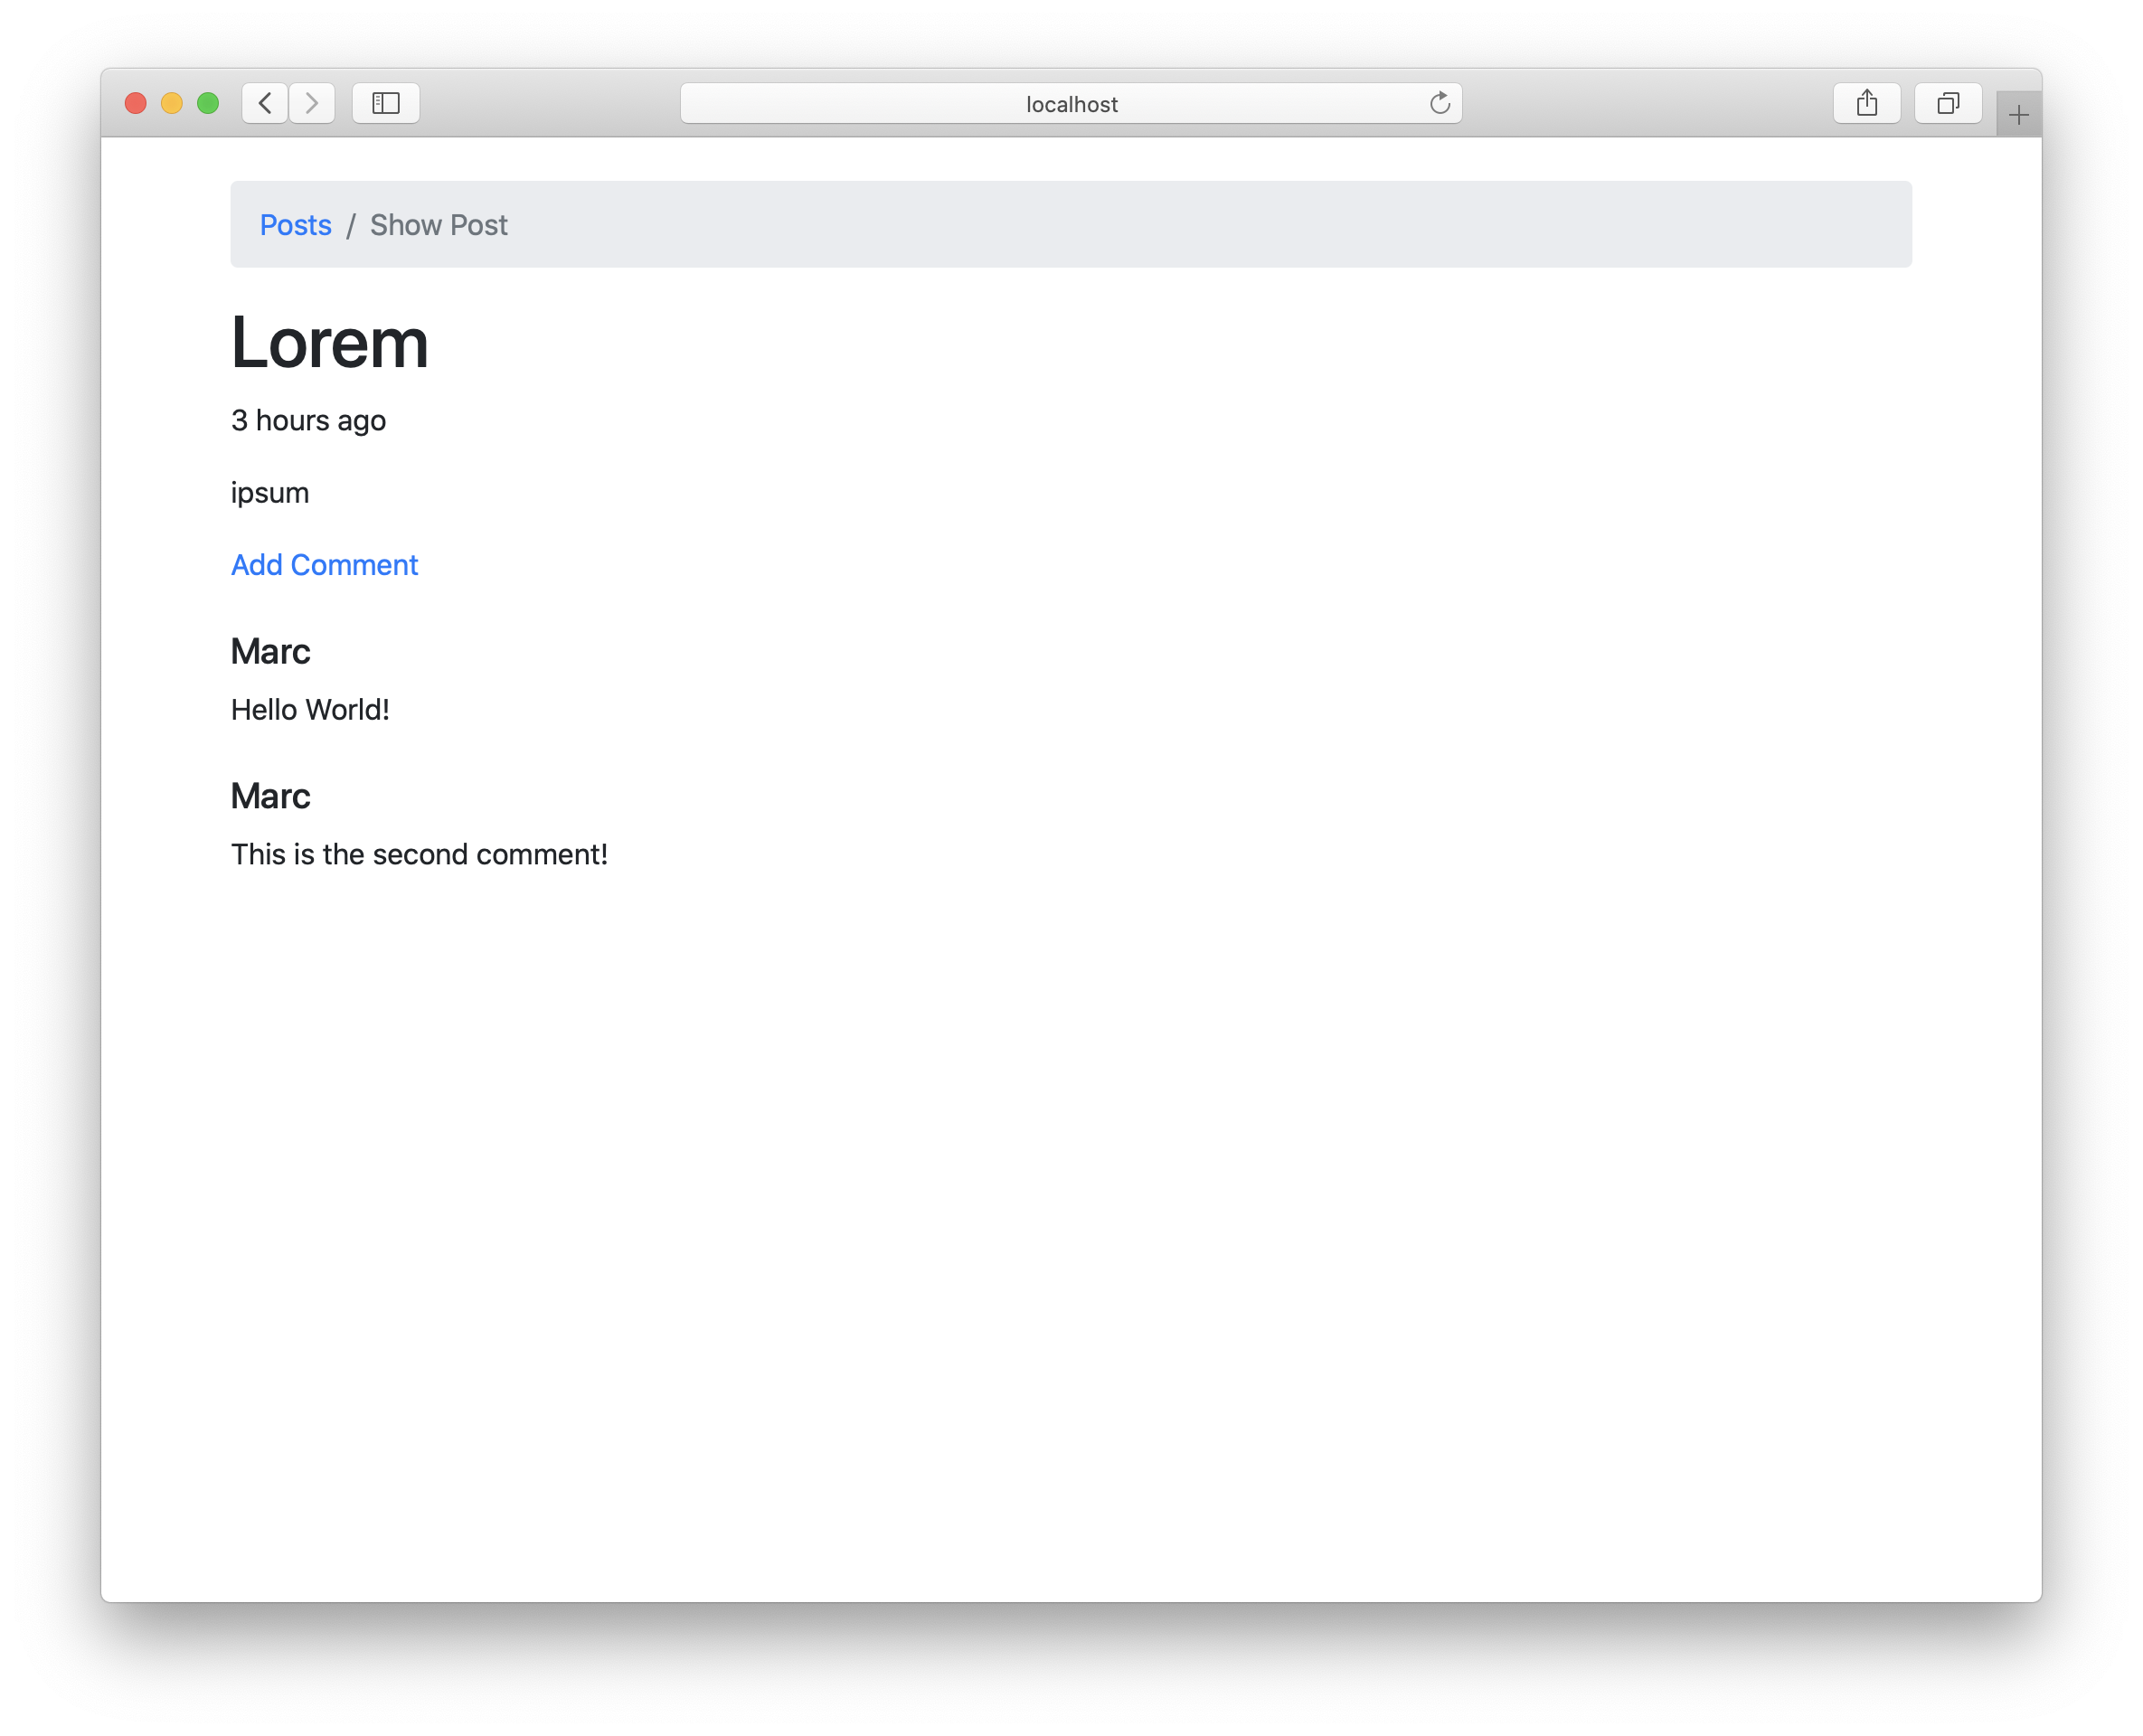 localhost
Posts / Show Post
Lorem
3 hours ago
ipsum
Add Comment
Marc
Hello World!
Marc
This is the second comment!